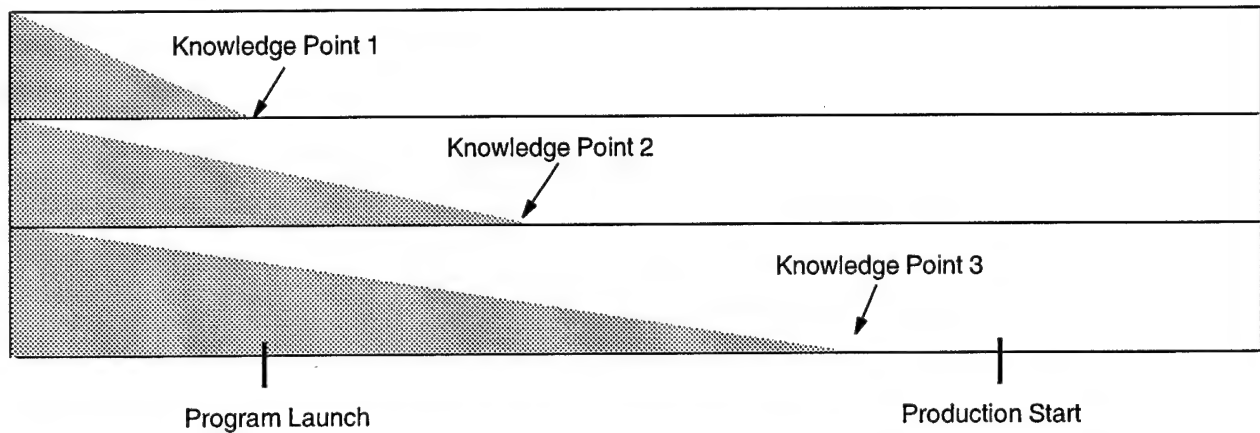 Knowledge Point 1
Knowledge Point 2
Knowledge Point 3
Program Launch
Production Start